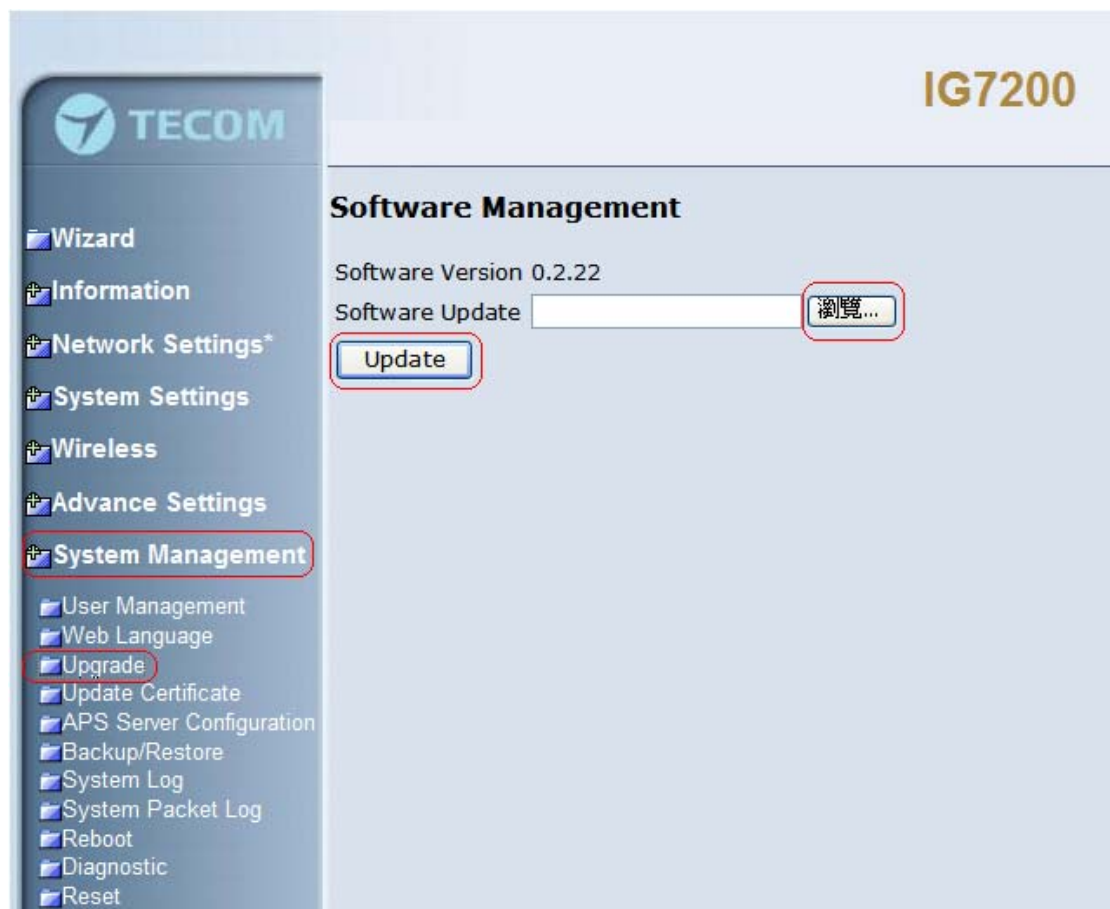 TECOM
IG7200
Wizard
Information
Network Settings*
System Settings
Wireless
Advance Settings
System Management
User Management
Web Language
Upgrade
Update Certificate
APS Server Configuration
Backup/Restore
System Log
System Packet Log
Reboot
Diagnostic
Reset
Software Management
Software Version 0.2.22
Software Update 瀏覽...
Update